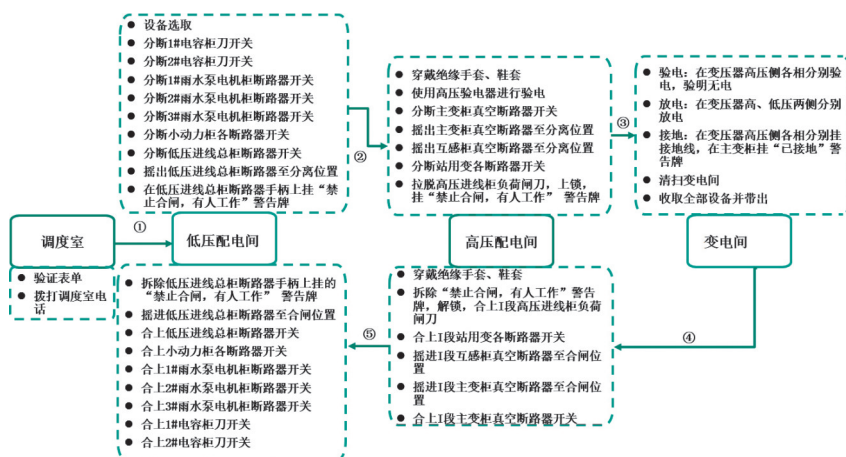 设备选取
分断1#电容柜刀开关
分断2#电容柜刀开关
分断1#雨水泵电机柜断路器开关
分断2#雨水泵电机柜断路器开关
分断3#雨水泵电机柜断路器开关
分断小动力柜各断路器开关
分断低压进线总柜断路器开关
摇出低压进线总柜断路器至分离位置
在低压进线总柜断路器手柄上挂“禁
止合闸，有人工作”警告牌
②
穿戴绝缘手套、鞋套
使用高压验电器进行验电
分断主变柜真空断路器开关
摇出主变柜真空断路器至分离位置
摇出互感柜真空断路器至分离位置
分断站用变各断路器开关
拉脱高压进线柜负荷闸刀，上锁，
挂“禁止合闸，有人工作” 警告牌
③
验电：在变压器高压侧各相分别验
电，验明无电
放电：在变压器高、低压两侧分别
放电
接地：在变压器高压侧各相分别挂
接地线，在主变柜挂“已接地”警
告牌
清扫变电间
收取全部设备并带出
调度室
①
低压配电间
高压配电间
变电间
验证表单
拨打调度室电
话
拆除低压进线总柜断路器手柄上挂的
“禁止合闸，有人工作” 警告牌
摇进低压进线总柜断路器至合闸位置
合上低压进线总柜断路器开关
合上小动力柜各断路器开关
合上1#雨水泵电机柜断路器开关
合上2#雨水泵电机柜断路器开关
合上3#雨水泵电机柜断路器开关
合上1#电容柜刀开关
合上2#电容柜刀开关
⑤
穿戴绝缘手套、鞋套
拆除“禁止合闸，有人工作”警告
牌，解锁，合上I段高压进线柜负荷
闸刀
合上I段站用变各断路器开关
摇进I段互感柜真空断路器至合闸位
置
摇进I段主变柜真空断路器至合闸位
置
合上I段主变柜真空断路器开关
④